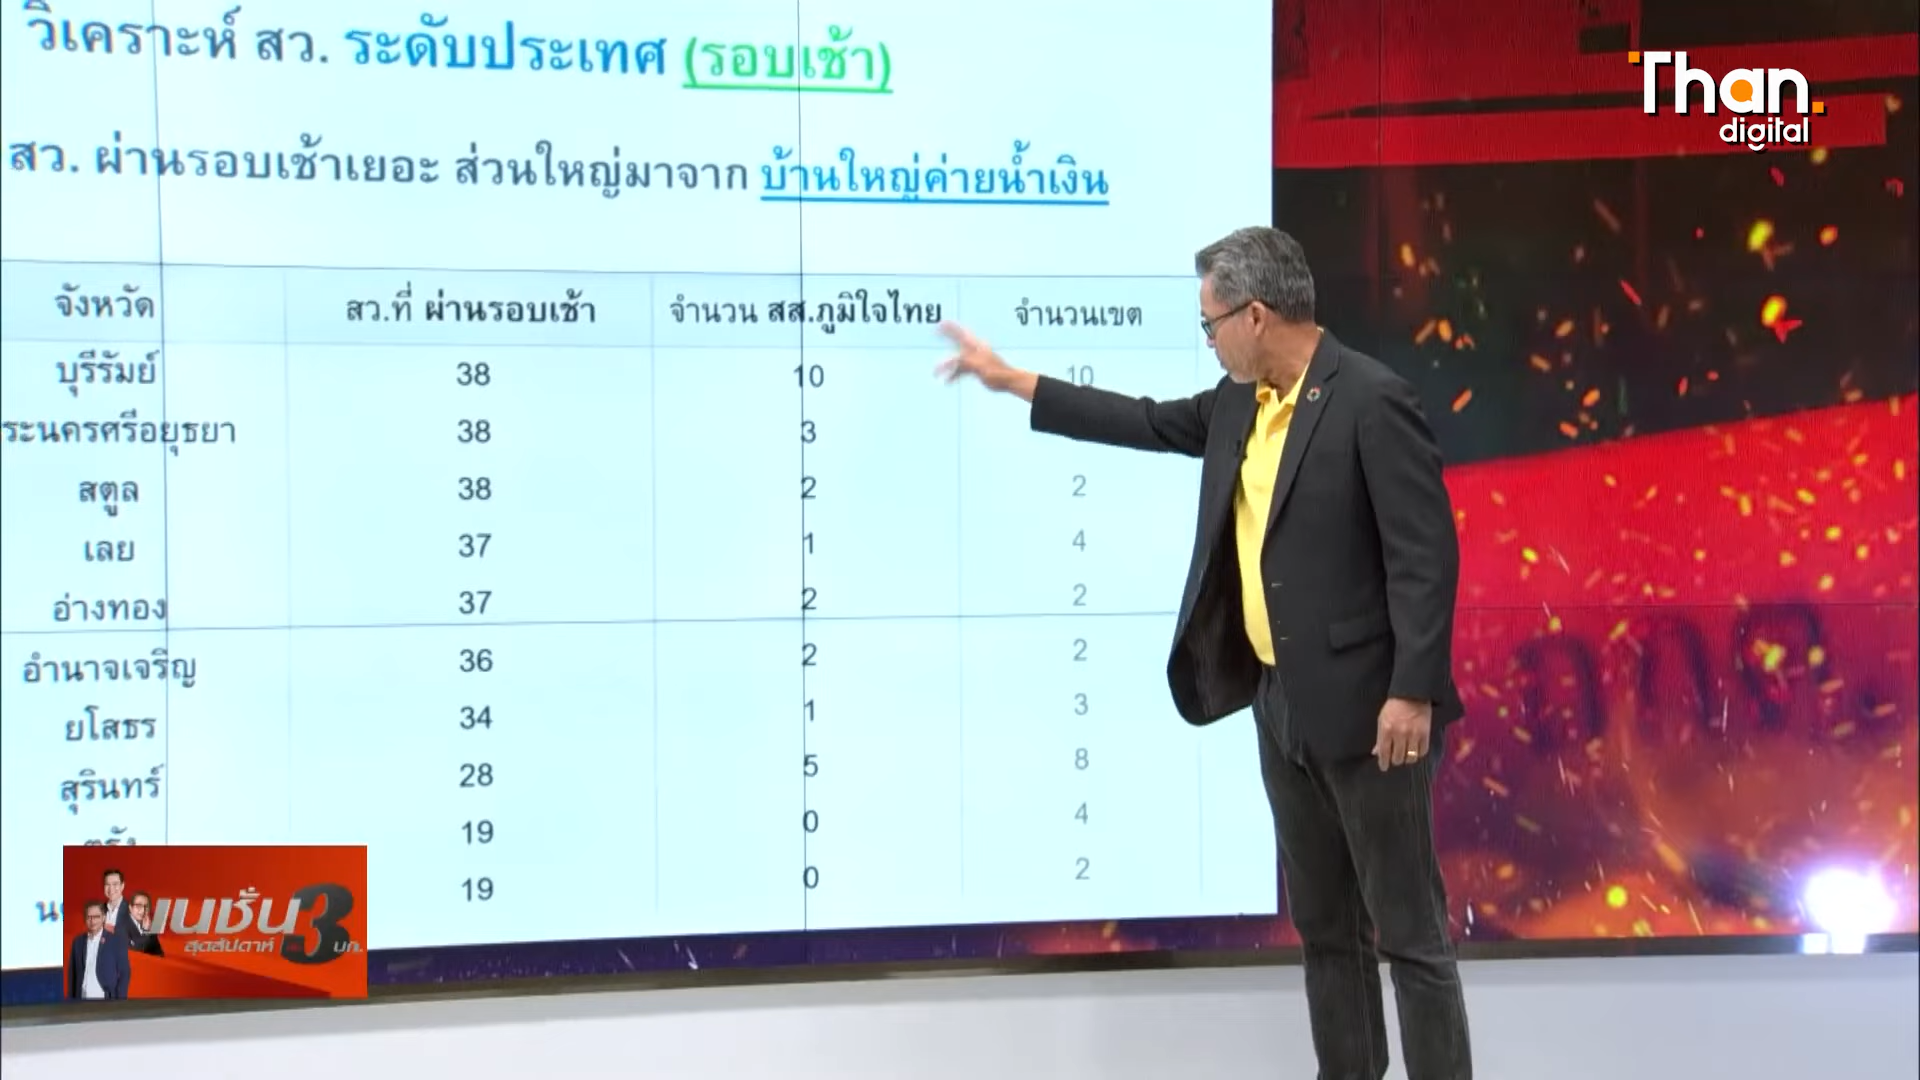 วิเคราะห์ สว. ระดับประเทศ (รอบเช้า)
สว. ผ่านรอบเช้าเยอะ ส่วนใหญ่มาจาก บ้านใหญ่ค่ายน้ำเงิน
จังหวัด สว.ที่ ผ่านรอบเช้า จำนวน สส.ภูมิใจไทย จำนวนเขต
บุรีรัมย์ 38 10 10
ระนครศรีอยุธยา 38 3
สตูล 38 2 2
เลย 37 1 4
อ่างทอง 37 2 2
อำนาจเจริญ 36 2 2
ยโสธร 34 1 3
สุรินทร์ 28 5 8
ตรัง 19 0 4
19 0 2
Than.
digital
เนชั่น 3 บก.
สุดสัปดาห์